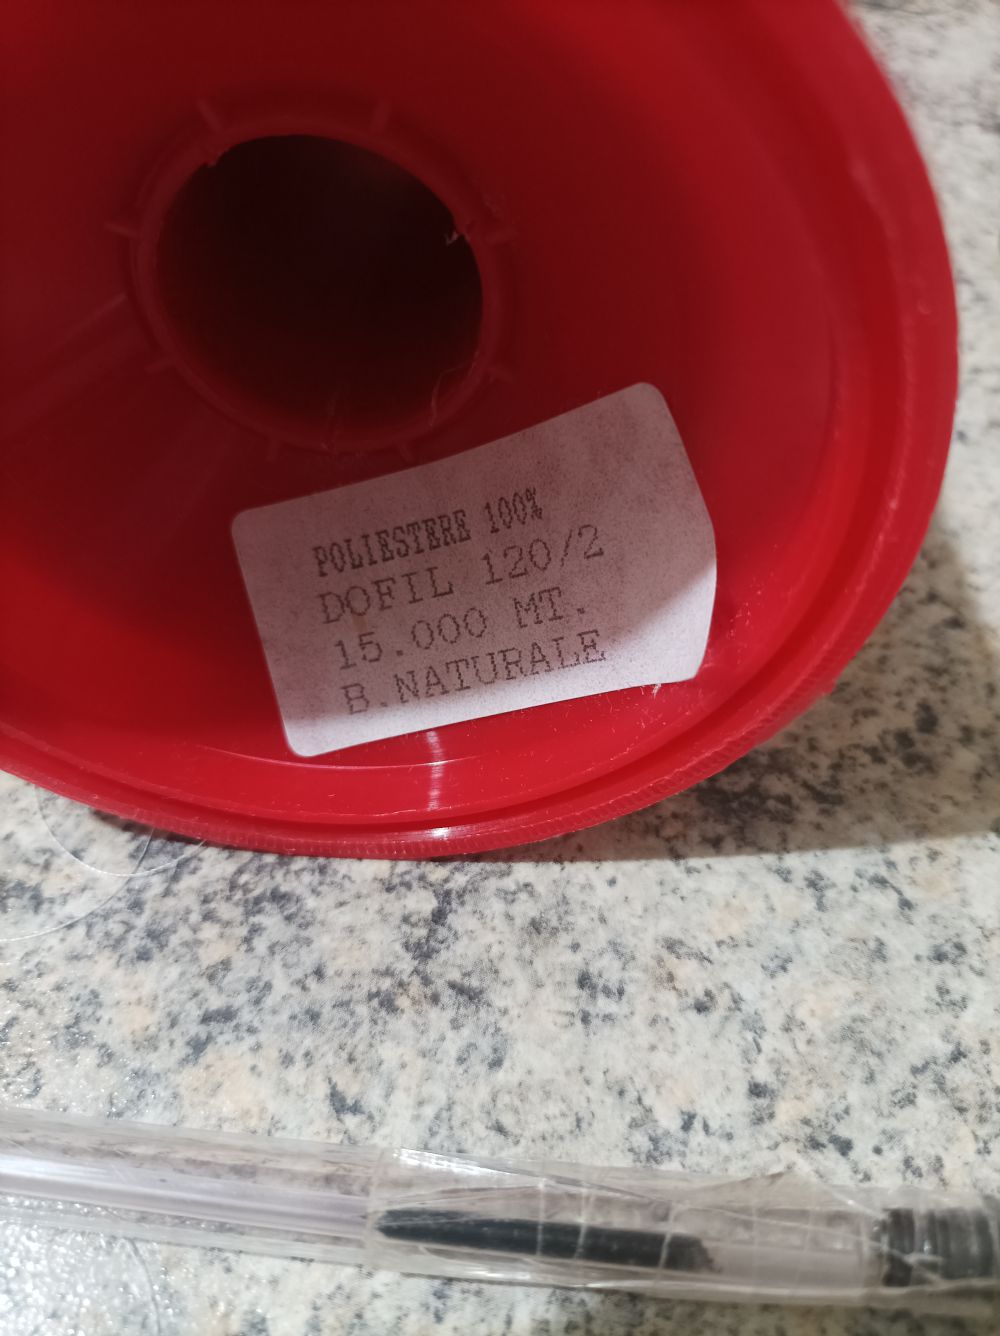 POLIESTERE 100%
DOFIL 120/2
15.000 MT.
B.NATURALE